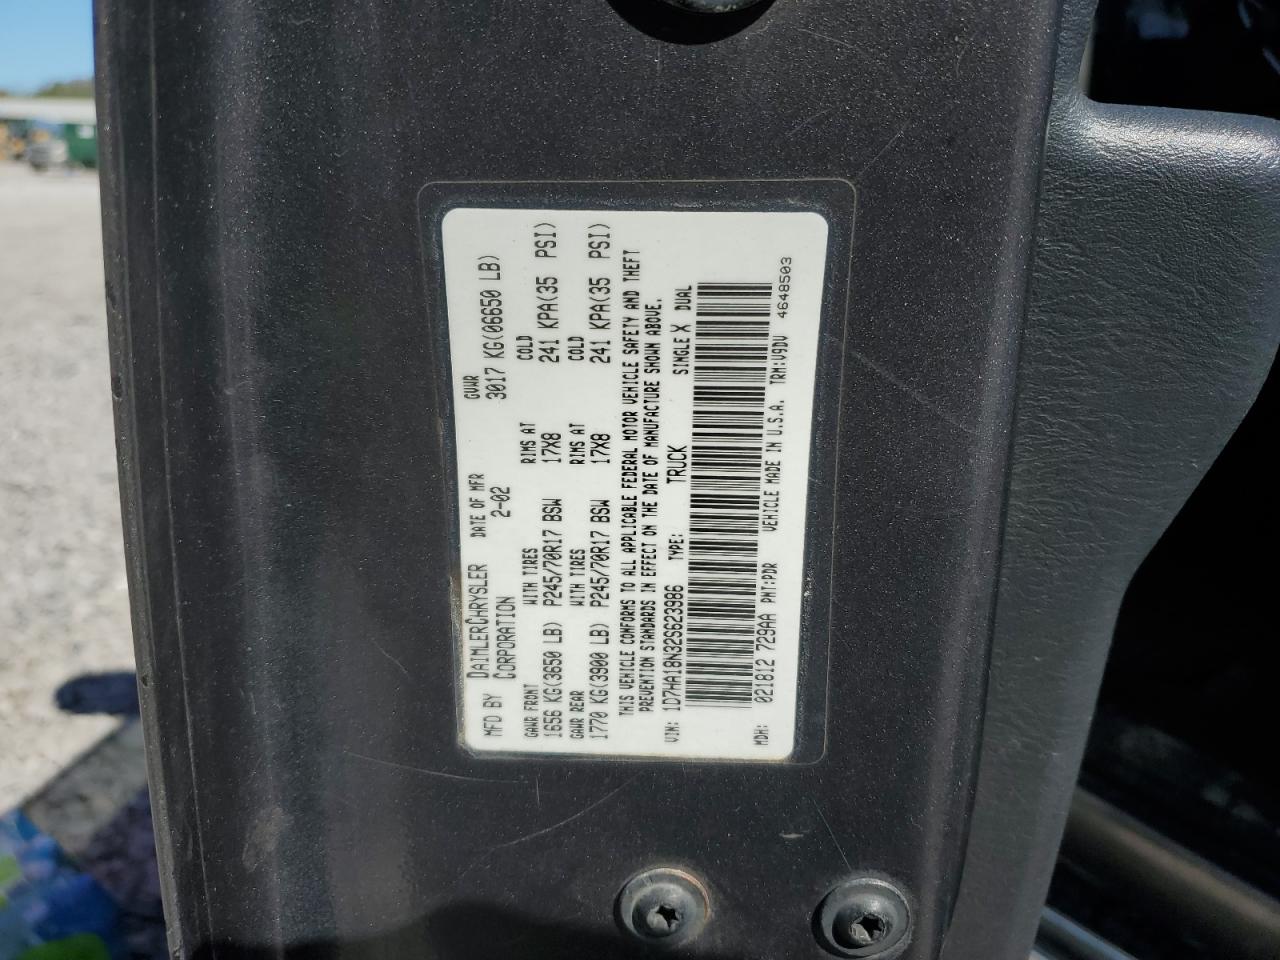 MFD BY DAIMLERCHRYSLER CORPORATION DATE OF MFR 2-02 GVWR 3017 KG(06650 LB)
GAWR FRONT WITH TIRES RIMS AT COLD
1656 KG(3650 LB) P245/70R17 BSW 17X8 241 KPA(35 PSI)
GAWR REAR WITH TIRES RIMS AT COLD
1770 KG(3900 LB) P245/70R17 BSW 17X8 241 KPA(35 PSI)
THIS VEHICLE CONFORMS TO ALL APPLICABLE FEDERAL MOTOR VEHICLE SAFETY AND THEFT
PREVENTION STANDARDS IN EFFECT ON THE DATE OF MANUFACTURE SHOWN ABOVE.
VIN: 1D7HA18N32S623986 TYPE: TRUCK SINGLE X DUAL
MDH: 021812 729AA PNT:PDR VEHICLE MADE IN U.S.A. TRM:V9DV 4648503